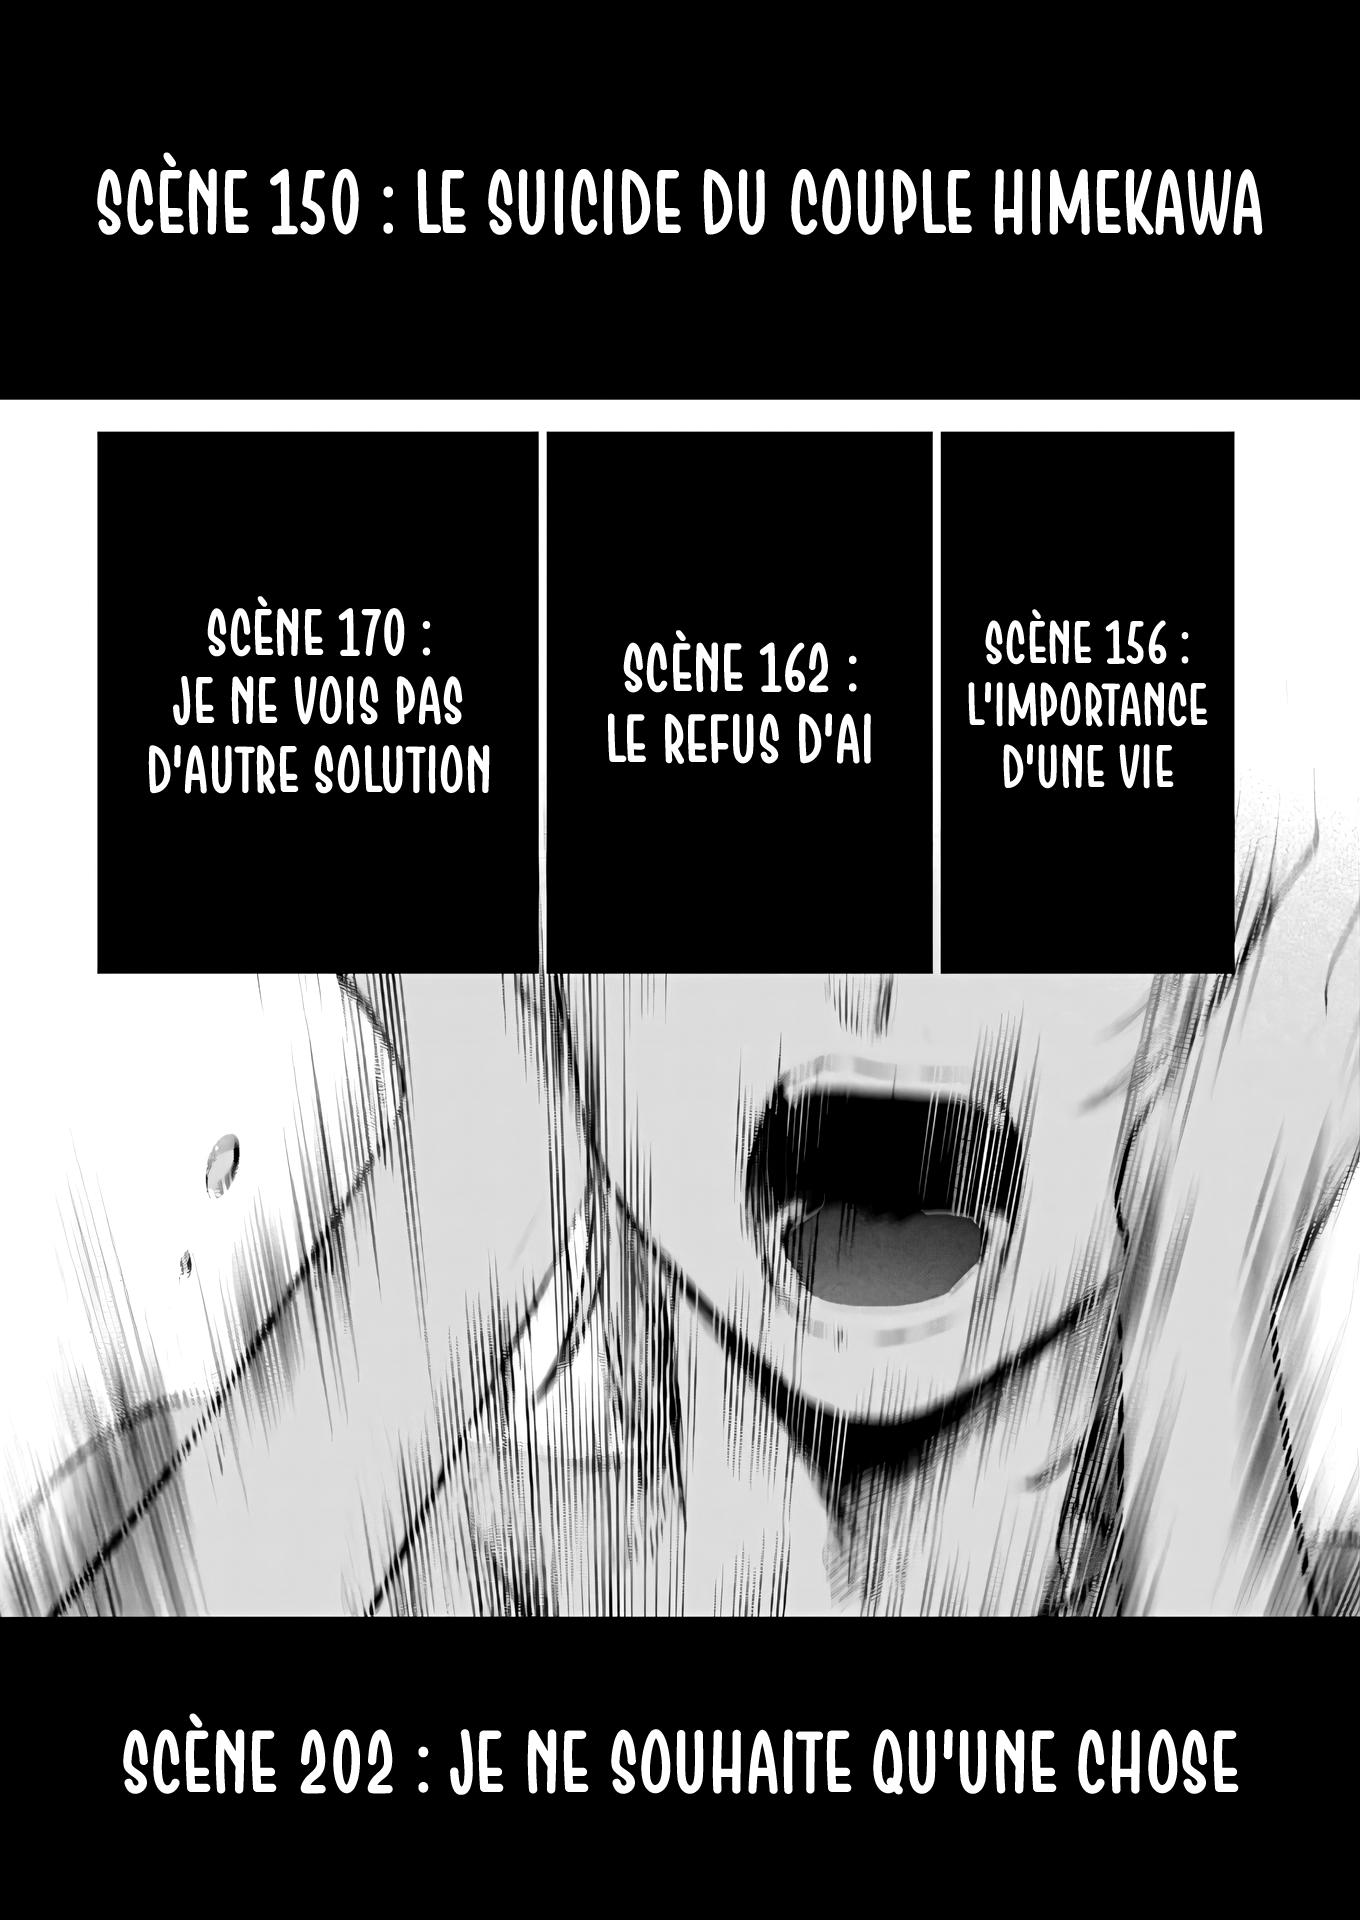 SCÈNE 150 : LE SUICIDE DU COUPLE HIMEKAWA
SCÈNE 156 :
L'IMPORTANCE
D'UNE VIE
SCÈNE 162 :
LE REFUS D'AI
SCÈNE 170 :
JE NE VOIS PAS
D'AUTRE SOLUTION
SCÈNE 202 : JE NE SOUHAITE QU'UNE CHOSE